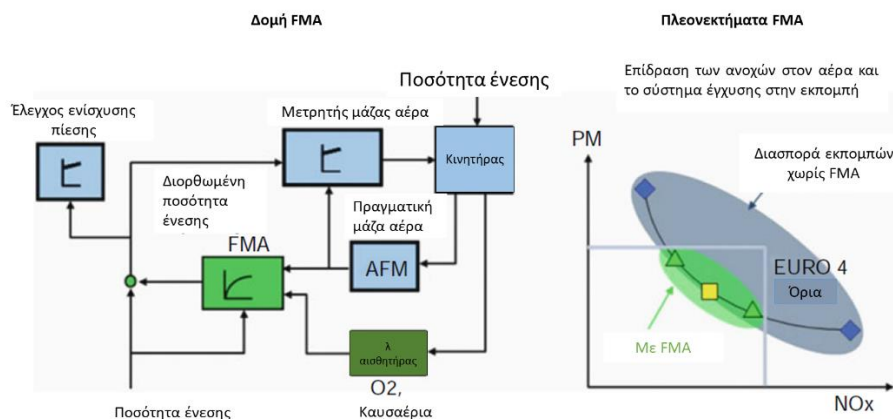 Δομή FMA
Πλεονεκτήματα FMA
Ποσότητα ένεσης
Έλεγχος ενίσχυσης
πίεσης
Μετρητής μάζας αέρα
Κινητήρας
Διορθωμένη
ποσότητα
ένεσης
Πραγματική
μάζα αέρα
FMA
AFM
λ
αισθητήρας
O2,
Καυσαέρια
Ποσότητα ένεσης
Επίδραση των ανοχών στον αέρα και
το σύστημα έγχυσης στην εκπομπή
PM
Διασπορά εκπομπών
χωρίς FMA
EURO 4
Όρια
Με FMA
NOx